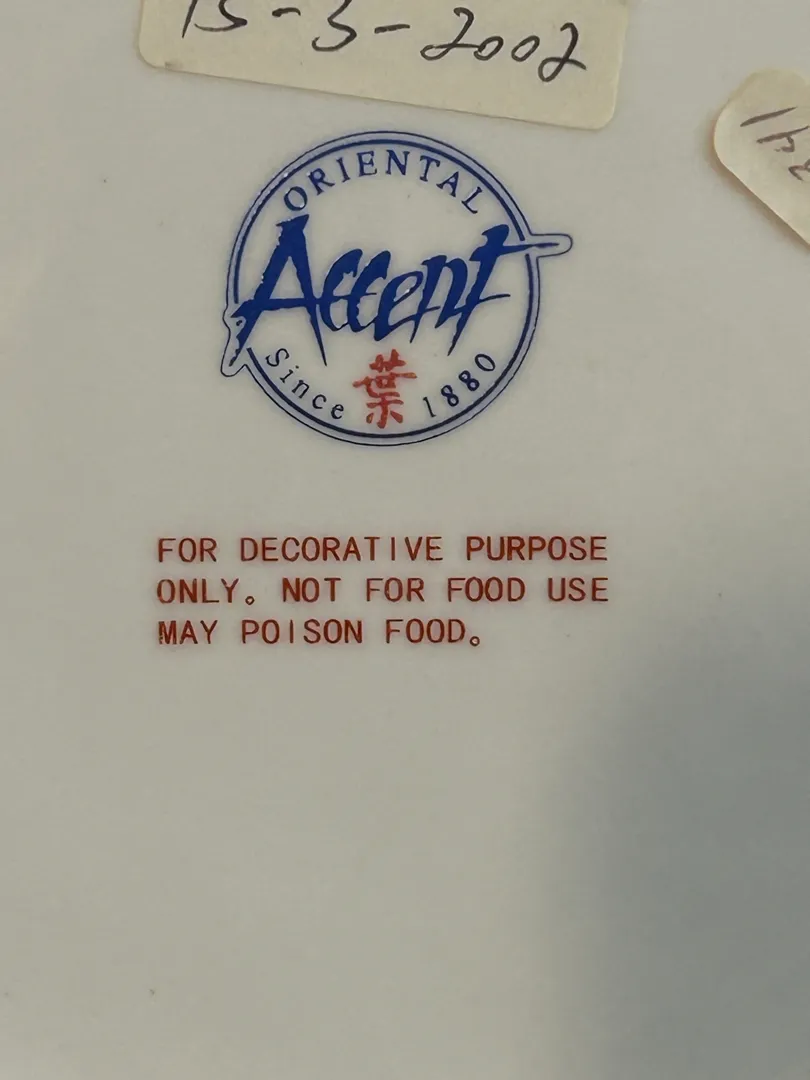 15-3-2002
ORIENTAL
Accent
Since 葉 1880
FOR DECORATIVE PURPOSE
ONLY。NOT FOR FOOD USE
MAY POISON FOOD。